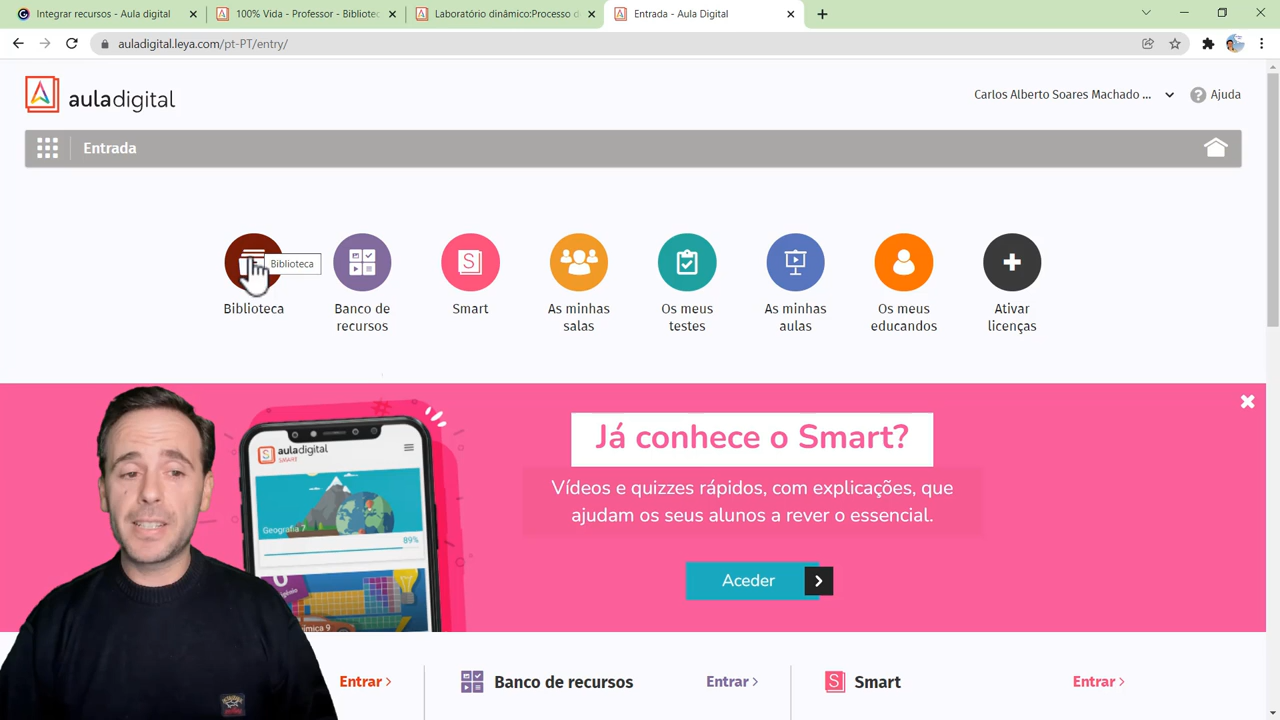 Integrar recursos - Aula digital
100% Vida - Professor - Bibliotec
Laboratório dinâmico:Processo d
Entrada - Aula Digital
auladigital.leya.com/pt-PT/entry/
auladigital
Carlos Alberto Soares Machado ...
Ajuda
Entrada
Biblioteca
Biblioteca
Banco de
recursos
Smart
As minhas
salas
Os meus
testes
As minhas
aulas
Os meus
educandos
Ativar
licenças
auladigital
SMART
Geografia 7
89%
Já conhece o Smart?
Vídeos e quizzes rápidos, com explicações, que
ajudam os seus alunos a rever o essencial.
Aceder
Entrar
Banco de recursos
Entrar
Smart
Entrar